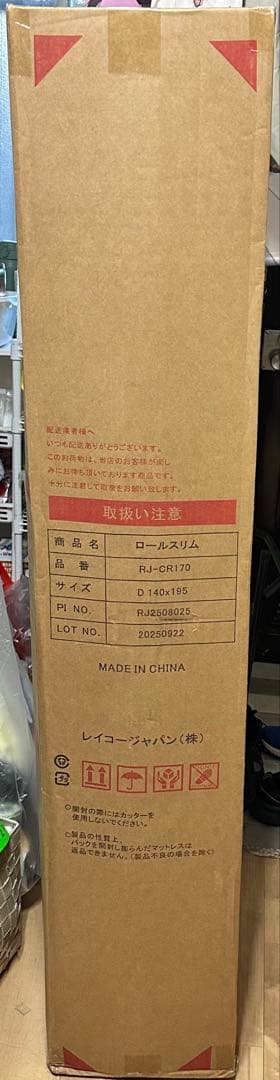 配送業者様へ
いつも配送ありがとうございます。
このお荷物は、当店のお客様が楽し
みにお待ち頂いております商品です。
十分に注意して取扱をお願い致します。
取扱い注意
商品名 ロールスリム
品番 RJ-CR170
サイズ D 140x195
PI NO. RJ2508025
LOT NO. 20250922
MADE IN CHINA
レイコージャパン(株)
○開封の際にはカッターを
使用しないでください。
○製品の性質上、
パックを開封し膨らんだマットレスは
返品できません。(製品不良の場合を除く)